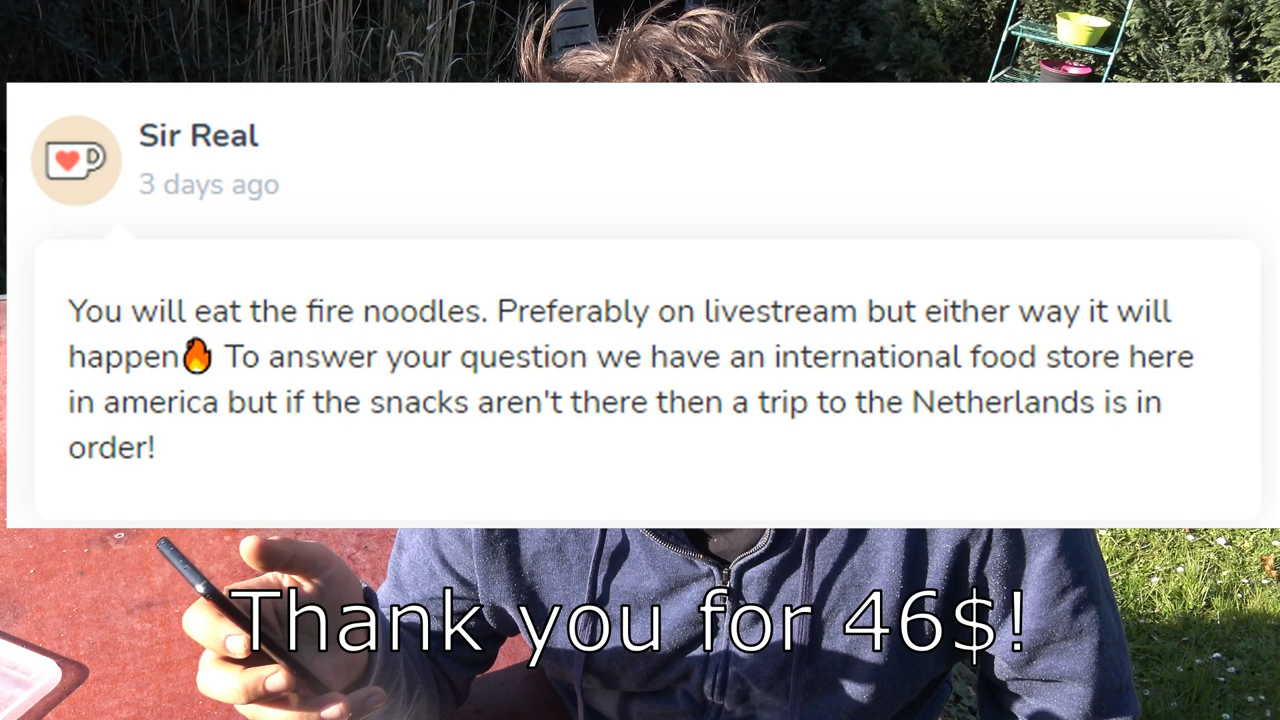 Sir Real
3 days ago
You will eat the fire noodles. Preferably on livestream but either way it will
happen🔥 To answer your question we have an international food store here
in america but if the snacks aren't there then a trip to the Netherlands is in
order!
Thank you for 46$!